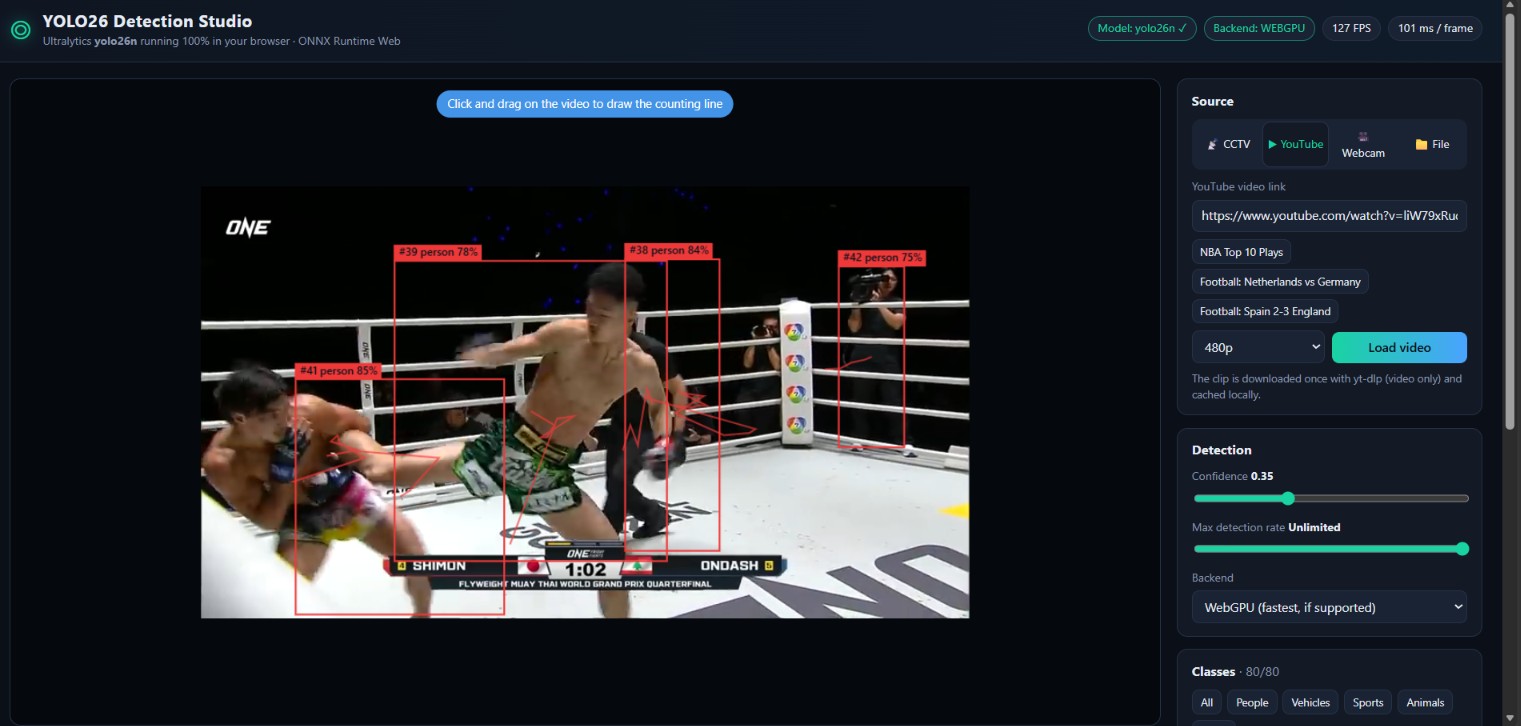 YOLO26 Detection Studio
Ultralytics yolo26n running 100% in your browser · ONNX Runtime Web
Model: yolo26n ✓
Backend: WEBGPU
127 FPS
101 ms / frame
Click and drag on the video to draw the counting line
ONE
#39 person 78%
#38 person 84%
#42 person 75%
#41 person 85%
4 SHIMON
1:02
ONDASH 5
ONE
FLYWEIGHT MUAY THAI WORLD GRAND PRIX QUARTERFINAL
Source
CCTV
▶ YouTube
Webcam
File
YouTube video link
https://www.youtube.com/watch?v=liW79xRu
NBA Top 10 Plays
Football: Netherlands vs Germany
Football: Spain 2-3 England
480p
Load video
The clip is downloaded once with yt-dlp (video only) and
cached locally.
Detection
Confidence 0.35
Max detection rate Unlimited
Backend
WebGPU (fastest, if supported)
Classes · 80/80
All
People
Vehicles
Sports
Animals